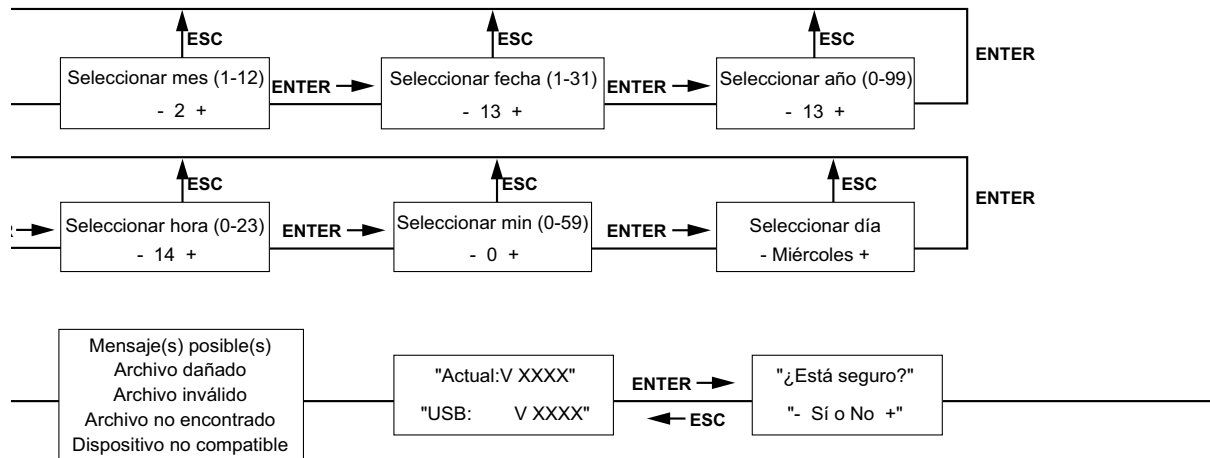 ESC
ESC
ESC
ENTER
Seleccionar mes (1-12)
- 2 +
ENTER
Seleccionar fecha (1-31)
- 13 +
ENTER
Seleccionar año (0-99)
- 13 +
ESC
ESC
ESC
ENTER
Seleccionar hora (0-23)
- 14 +
ENTER
Seleccionar min (0-59)
- 0 +
ENTER
Seleccionar día
- Miércoles +
Mensaje(s) posible(s)
Archivo dañado
Archivo inválido
Archivo no encontrado
Dispositivo no compatible
"Actual:V XXXX"
"USB: V XXXX"
ENTER
ESC
"¿Está seguro?"
"- Sí o No +"